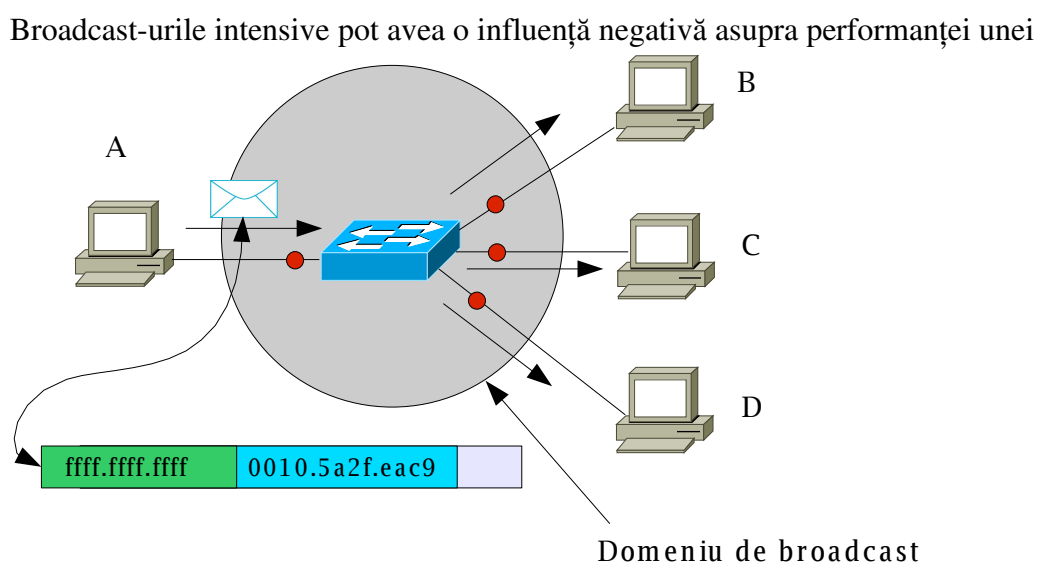 Broadcast-urile intensive pot avea o influență negativă asupra performanței unei
B
A
C
D
ffff.ffff.ffff 0010.5a2f.eac9
Domeniu de broadcast